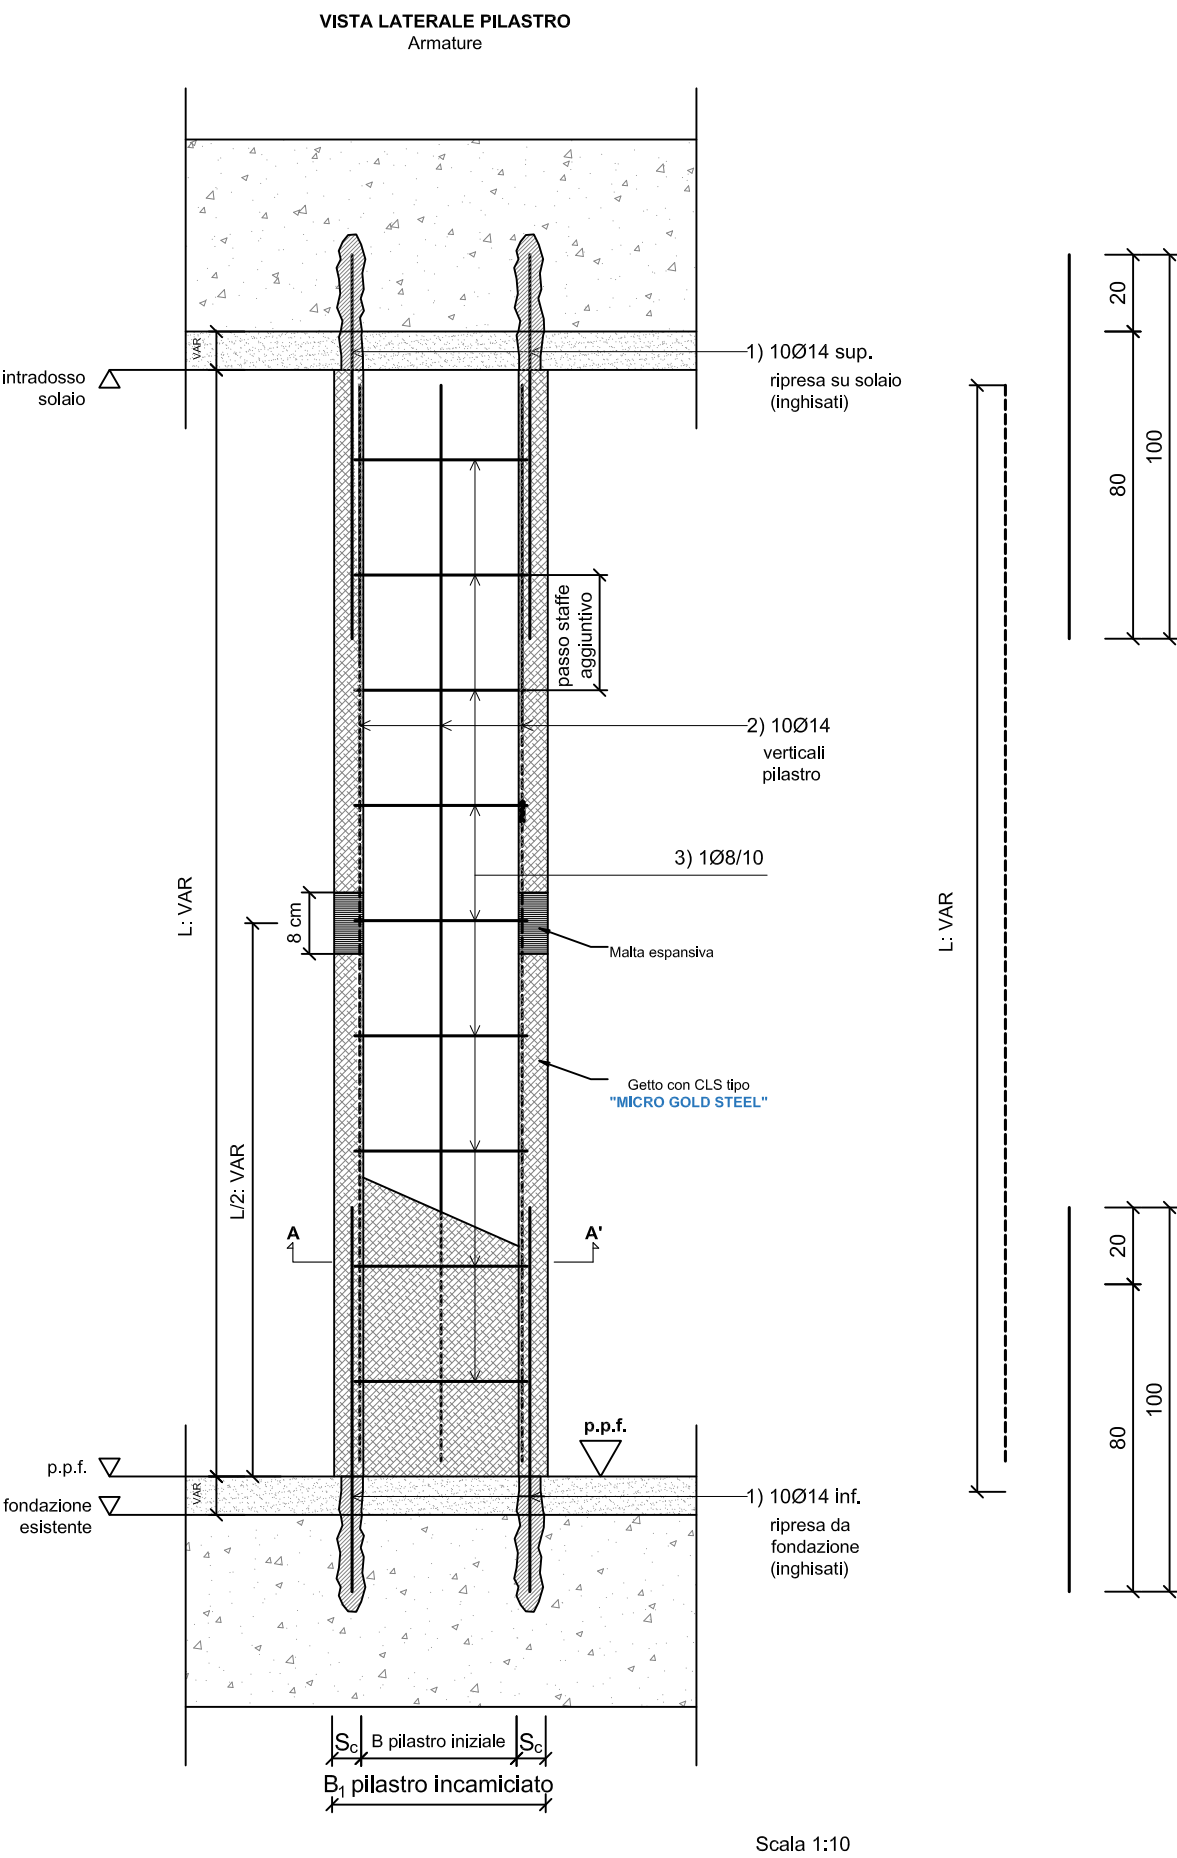 VISTA LATERALE PILASTRO
Armature
20
VAR
1) 10Ø14 sup.
intradosso
solaio
ripresa su solaio
(inghisati)
100
80
passo staffe
aggiuntivo
2) 10Ø14
verticali
pilastro
3) 1Ø8/10
L: VAR
8 cm
L: VAR
Malta espansiva
Getto con CLS tipo
"MICRO GOLD STEEL"
L/2: VAR
A
A'
20
100
80
p.p.f.
p.p.f.
VAR
1) 10Ø14 inf.
fondazione
esistente
ripresa da
fondazione
(inghisati)
Sc
B pilastro iniziale
Sc
B1 pilastro incamiciato
Scala 1:10